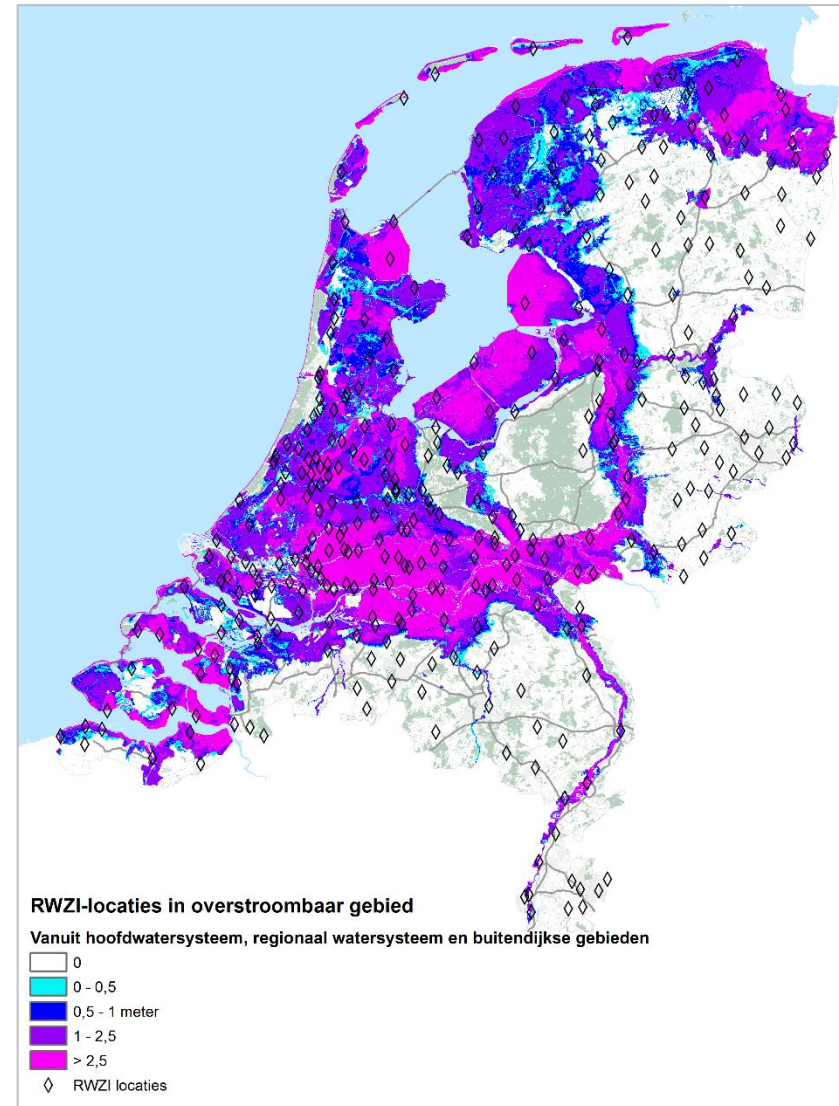 RWZI-locaties in overstroombaar gebied
Vanuit hoofdwatersysteem, regionaal watersysteem en buitendijkse gebieden
0
0 - 0,5
0,5 - 1 meter
1 - 2,5
> 2,5
RWZI locaties